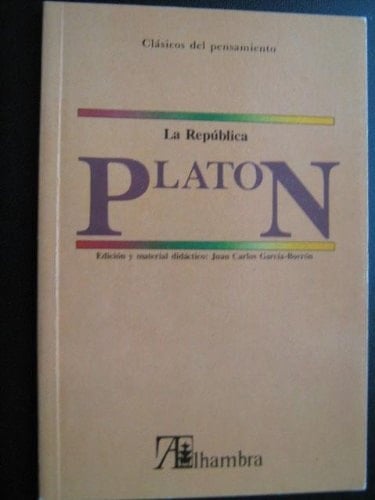 Clásicos del pensamiento
La República
PLATON
Edición y material didáctico: Juan Carlos García-Borrón
Alhambra